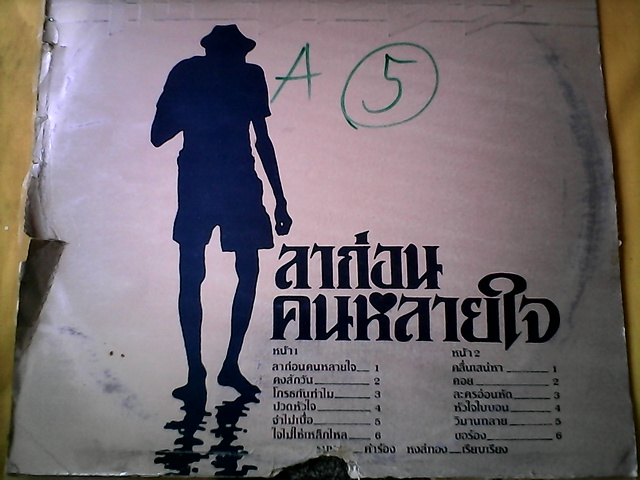 A 5
ลาก่อน
คนหลายใจ
หน้า 1
ลาก่อนคนหลายใจ 1
คงสักวัน 2
โกรธกันทำไม 3
ปวดหัวใจ 4
จำไม่เบื่อ 5
ใจไม่ใช่เหล็กไหล 6
หน้า 2
คลื่นเสน่หา 1
คอย 2
ละครอ่อนหัด 3
หัวใจใบบอน 4
วิมานทลาย 5
ขอร้อง 6
คำร้อง หงส์ทอง เรียบเรียง